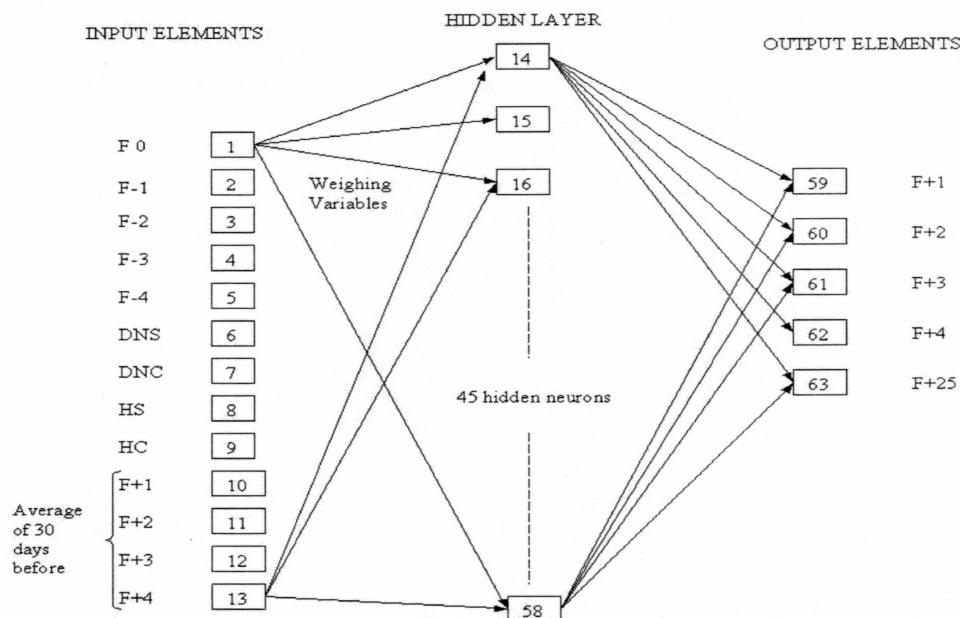 HIDDEN LAYER
INPUT ELEMENTS
OUTPUT ELEMENTS
14
15
16
F 0 1
F-1 2
F-2 3
F-3 4
F-4 5
DNS 6
DNC 7
HS 8
HC 9
F+1 10
F+2 11
F+3 12
F+4 13
Average
of 30
days
before
Weighing
Variables
45 hidden neurons
58
59 F+1
60 F+2
61 F+3
62 F+4
63 F+25